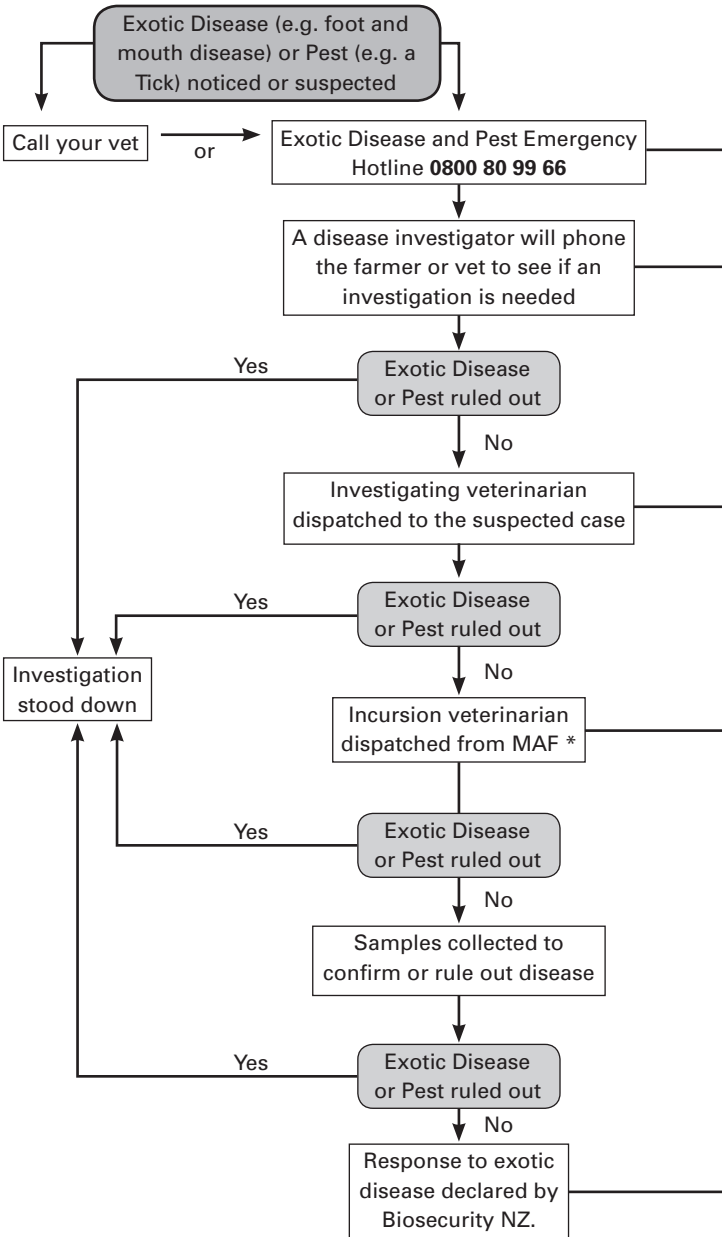 Exotic Disease (e.g. foot and
mouth disease) or Pest (e.g. a
Tick) noticed or suspected
Call your vet
or
Exotic Disease and Pest Emergency
Hotline 0800 80 99 66
A disease investigator will phone
the farmer or vet to see if an
investigation is needed
Yes
Exotic Disease
or Pest ruled out
No
Investigating veterinarian
dispatched to the suspected case
Yes
Exotic Disease
or Pest ruled out
No
Investigation
stood down
Incursion veterinarian
dispatched from MAF *
Yes
Exotic Disease
or Pest ruled out
No
Samples collected to
confirm or rule out disease
Yes
Exotic Disease
or Pest ruled out
No
Response to exotic
disease declared by
Biosecurity NZ.